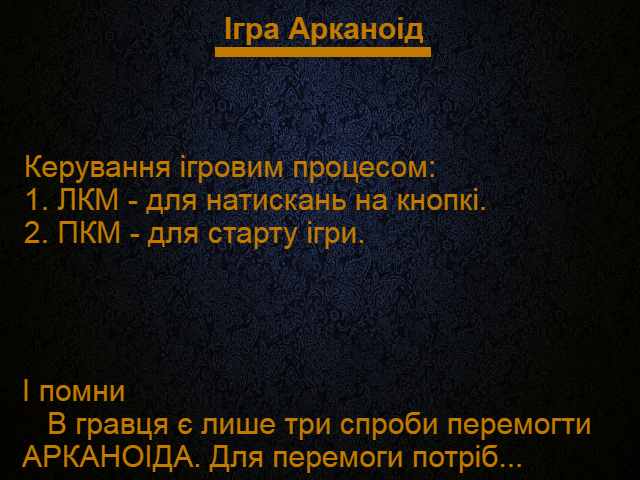 Ігра Арканоід
Керування ігровим процесом:
1. ЛКМ - для натискань на кнопкі.
2. ПКМ - для старту ігри.
І помни
В гравця є лише три спроби перемогти
АРКАНОІДА. Для перемоги потріб...